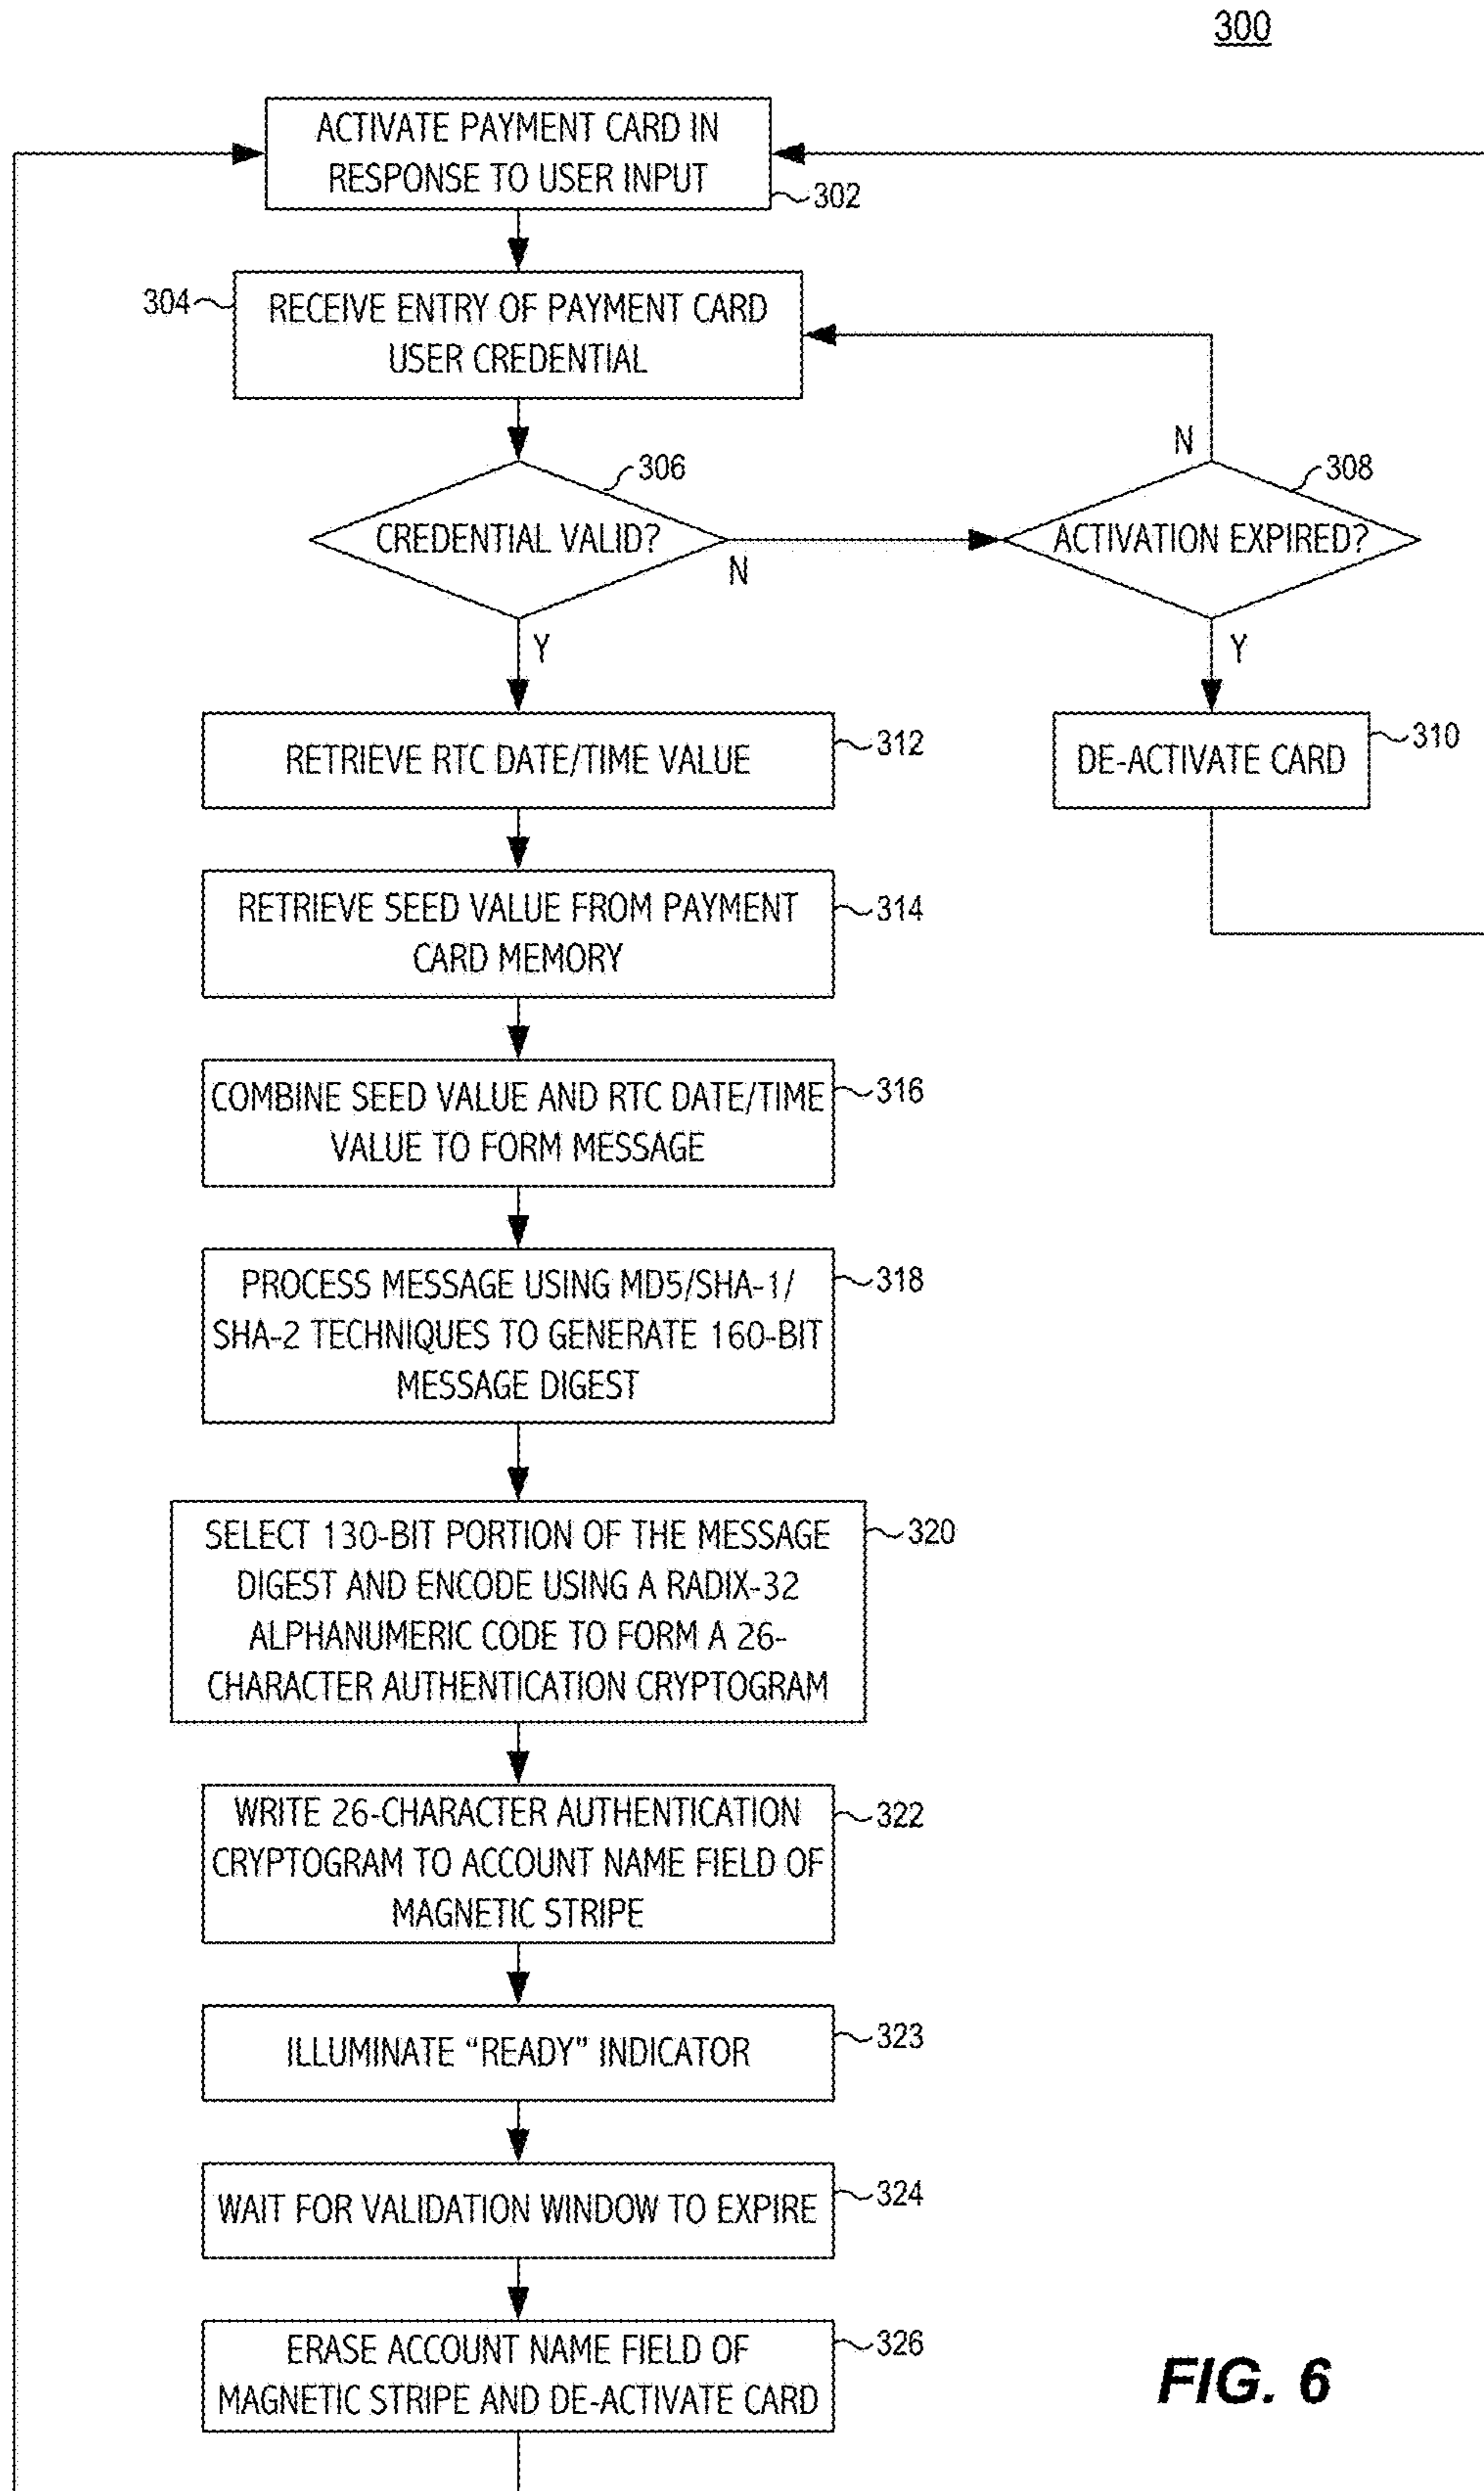 300
ACTIVATE PAYMENT CARD IN
RESPONSE TO USER INPUT
302
304
RECEIVE ENTRY OF PAYMENT CARD
USER CREDENTIAL
N
306
308
CREDENTIAL VALID?
ACTIVATION EXPIRED?
N
Y
Y
RETRIEVE RTC DATE/TIME VALUE
312
DE-ACTIVATE CARD
310
RETRIEVE SEED VALUE FROM PAYMENT
CARD MEMORY
314
COMBINE SEED VALUE AND RTC DATE/TIME
VALUE TO FORM MESSAGE
316
PROCESS MESSAGE USING MD5/SHA-1/
SHA-2 TECHNIQUES TO GENERATE 160-BIT
MESSAGE DIGEST
318
SELECT 130-BIT PORTION OF THE MESSAGE
DIGEST AND ENCODE USING A RADIX-32
ALPHANUMERIC CODE TO FORM A 26-
CHARACTER AUTHENTICATION CRYPTOGRAM
320
WRITE 26-CHARACTER AUTHENTICATION
CRYPTOGRAM TO ACCOUNT NAME FIELD OF
MAGNETIC STRIPE
322
ILLUMINATE “READY” INDICATOR
323
WAIT FOR VALIDATION WINDOW TO EXPIRE
324
ERASE ACCOUNT NAME FIELD OF
MAGNETIC STRIPE AND DE-ACTIVATE CARD
326
FIG. 6